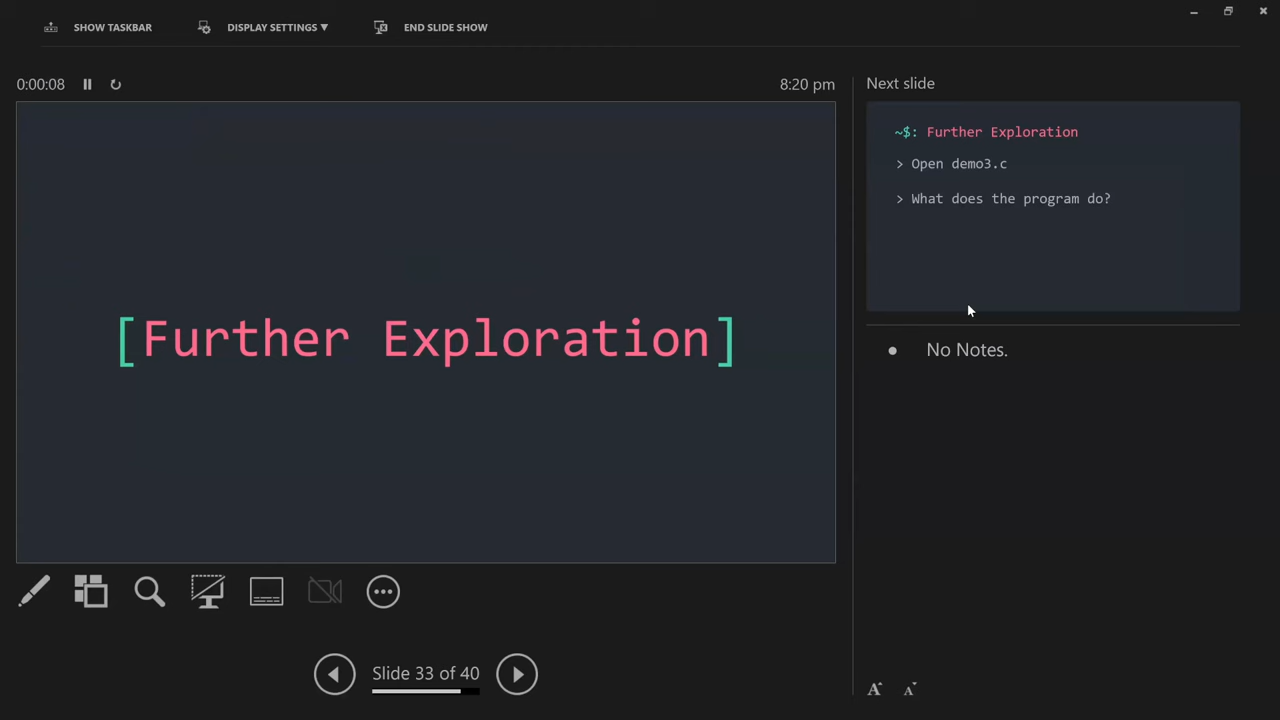 SHOW TASKBAR
DISPLAY SETTINGS ▼
END SLIDE SHOW
0:00:08
8:20 pm
[Further Exploration]
Next slide
~$: Further Exploration
> Open demo3.c
> What does the program do?
● No Notes.
Slide 33 of 40
A
A